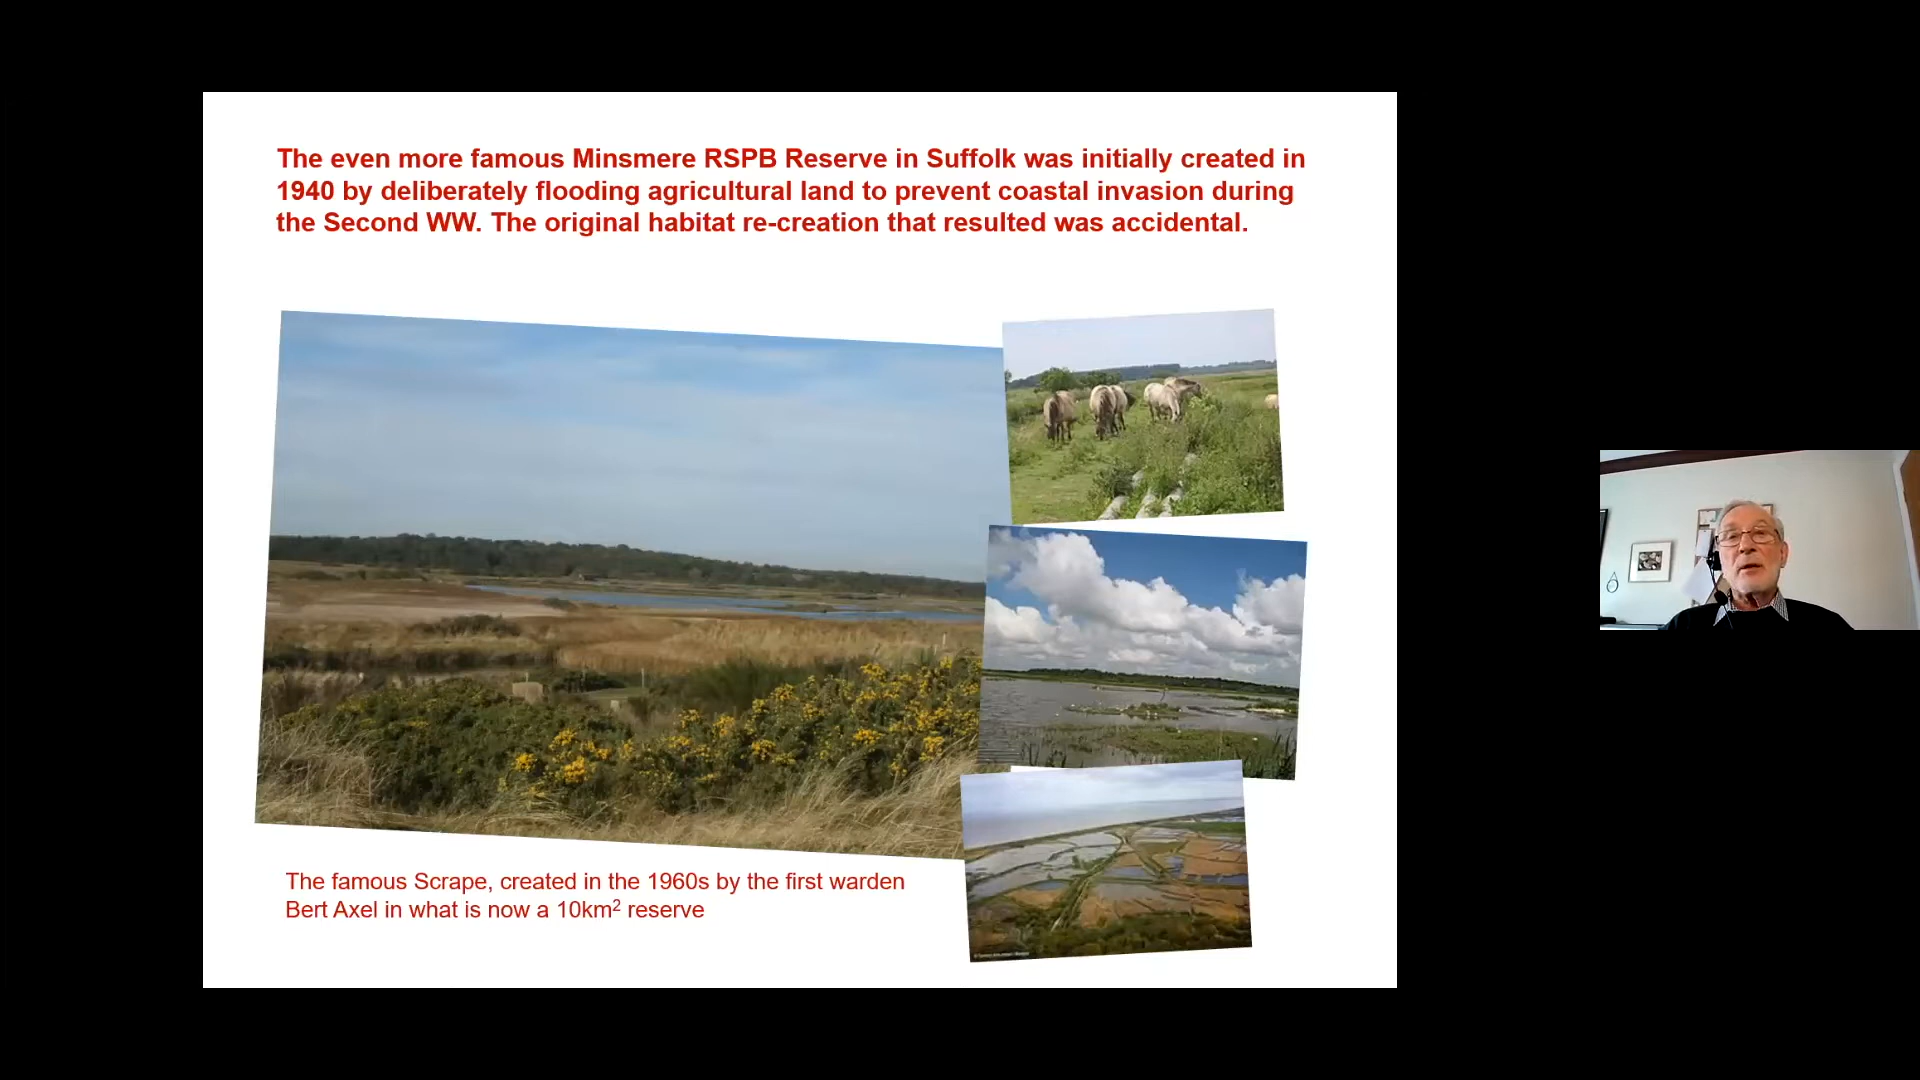 The even more famous Minsmere RSPB Reserve in Suffolk was initially created in
1940 by deliberately flooding agricultural land to prevent coastal invasion during
the Second WW. The original habitat re-creation that resulted was accidental.
The famous Scrape, created in the 1960s by the first warden
Bert Axel in what is now a 10km² reserve